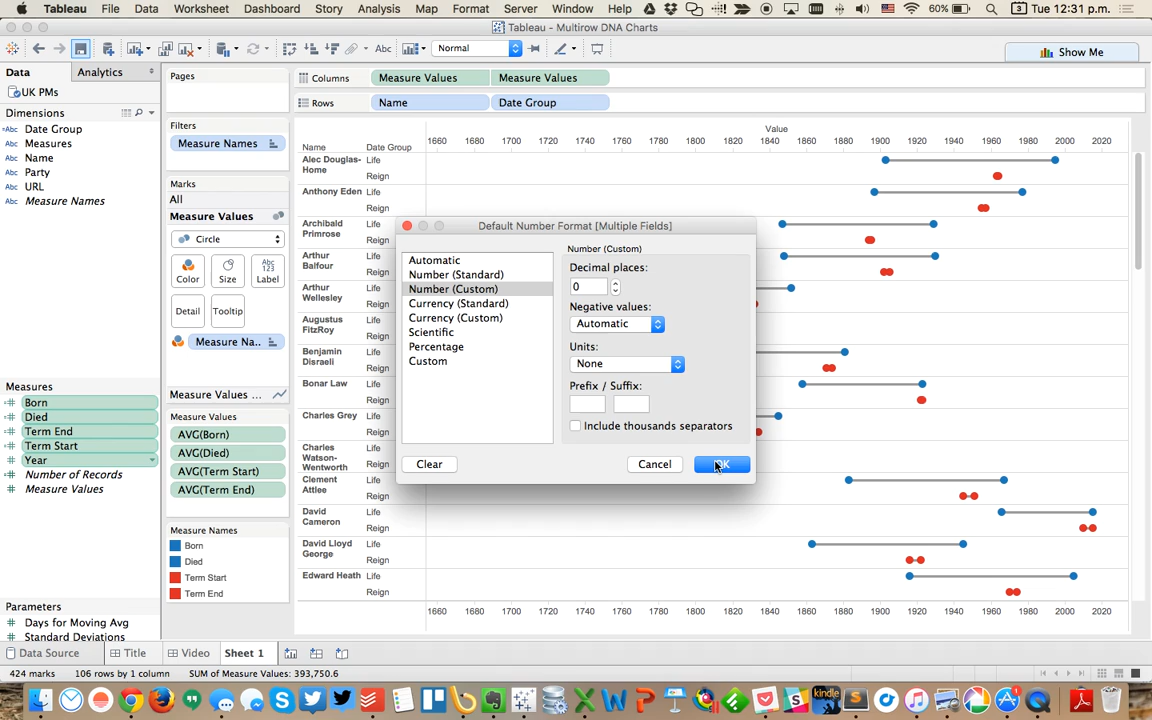 Tableau File Data Worksheet Dashboard Story Analysis Map Format Server Window Help 60% Tue 12:31 p.m.
Tableau - Multirow DNA Charts
Abc Normal Show Me
Data Analytics
UK PMs
Dimensions
Abc Date Group
Abc Measures
Abc Name
Abc Party
Abc URL
Abc Measure Names
Measures
Born
Died
Term End
Term Start
Year
Number of Records
Measure Values
Parameters
Days for Moving Avg
Standard Deviations
Pages
Filters
Measure Names
Marks
All
Measure Values
Circle
Color Size Abc 123 Label
Detail Tooltip
Measure Na..
Measure Values ...
Measure Values
AVG(Born)
AVG(Died)
AVG(Term Start)
AVG(Term End)
Measure Names
Born
Died
Term Start
Term End
Columns Measure Values Measure Values
Rows Name Date Group
Value
Name Date Group 1660 1680 1700 1720 1740 1760 1780 1800 1820 1840 1860 1880 1900 1920 1940 1960 1980 2000 2020
Alec Douglas- Life
Home Reign
Anthony Eden Life
Reign
Archibald Life
Primrose Reign
Arthur Life
Balfour Reign
Arthur Life
Wellesley Reign
Augustus Life
FitzRoy Reign
Benjamin Life
Disraeli Reign
Bonar Law Life
Reign
Charles Grey Life
Reign
Charles Life
Watson-
Wentworth Reign
Clement Life
Attlee Reign
David Life
Cameron Reign
David Lloyd Life
George Reign
Edward Heath Life
Reign
1660 1680 1700 1720 1740 1760 1780 1800 1820 1840 1860 1880 1900 1920 1940 1960 1980 2000 2020
Default Number Format [Multiple Fields]
Automatic
Number (Standard)
Number (Custom)
Currency (Standard)
Currency (Custom)
Scientific
Percentage
Custom
Number (Custom)
Decimal places:
0
Negative values:
Automatic
Units:
None
Prefix / Suffix:
Include thousands separators
Clear Cancel OK
Data Source Title Video Sheet 1
424 marks 106 rows by 1 column SUM of Measure Values: 393,750.6